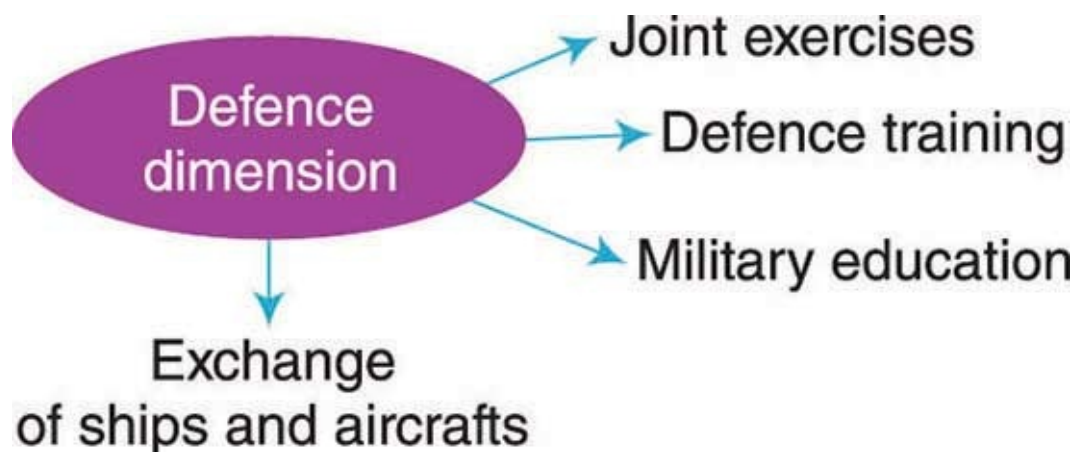 Defence
dimension
Joint exercises
Defence training
Military education
Exchange
of ships and aircrafts